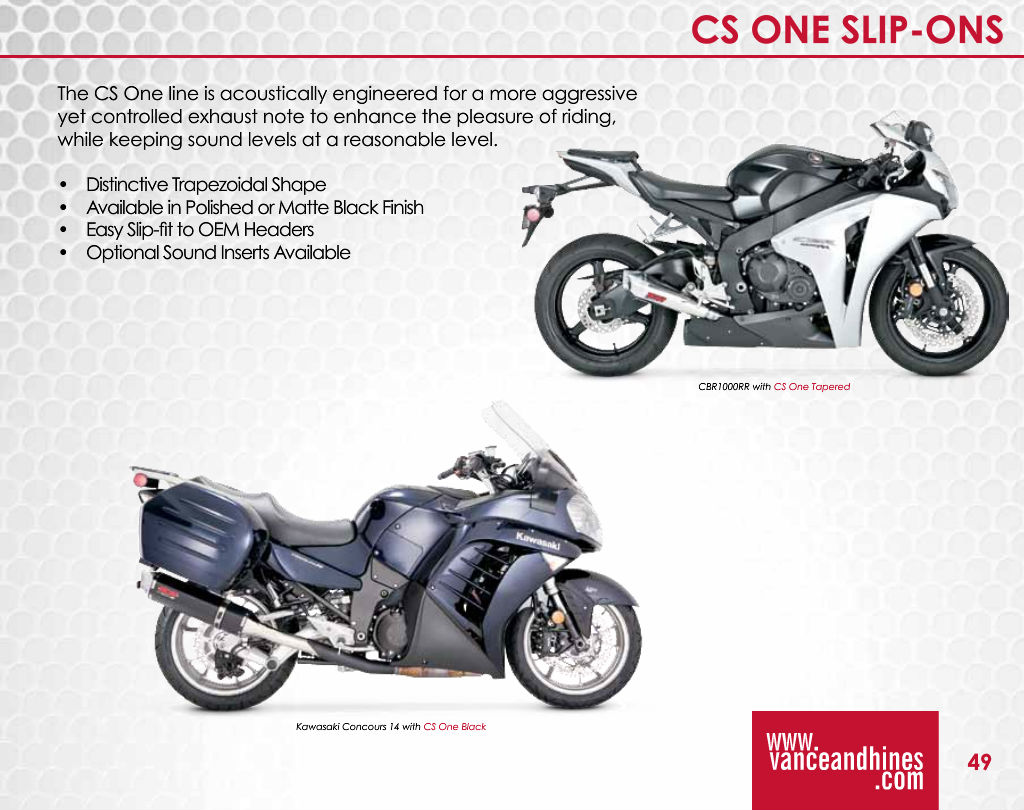 CS ONE SLIP-ONS
The CS One line is acoustically engineered for a more aggressive
yet controlled exhaust note to enhance the pleasure of riding,
while keeping sound levels at a reasonable level.
• Distinctive Trapezoidal Shape
• Available in Polished or Matte Black Finish
• Easy Slip-fit to OEM Headers
• Optional Sound Inserts Available
CBR1000RR with CS One Tapered
Kawasaki
Kawasaki Concours 14 with CS One Black
www.
vanceandhines
.com
49